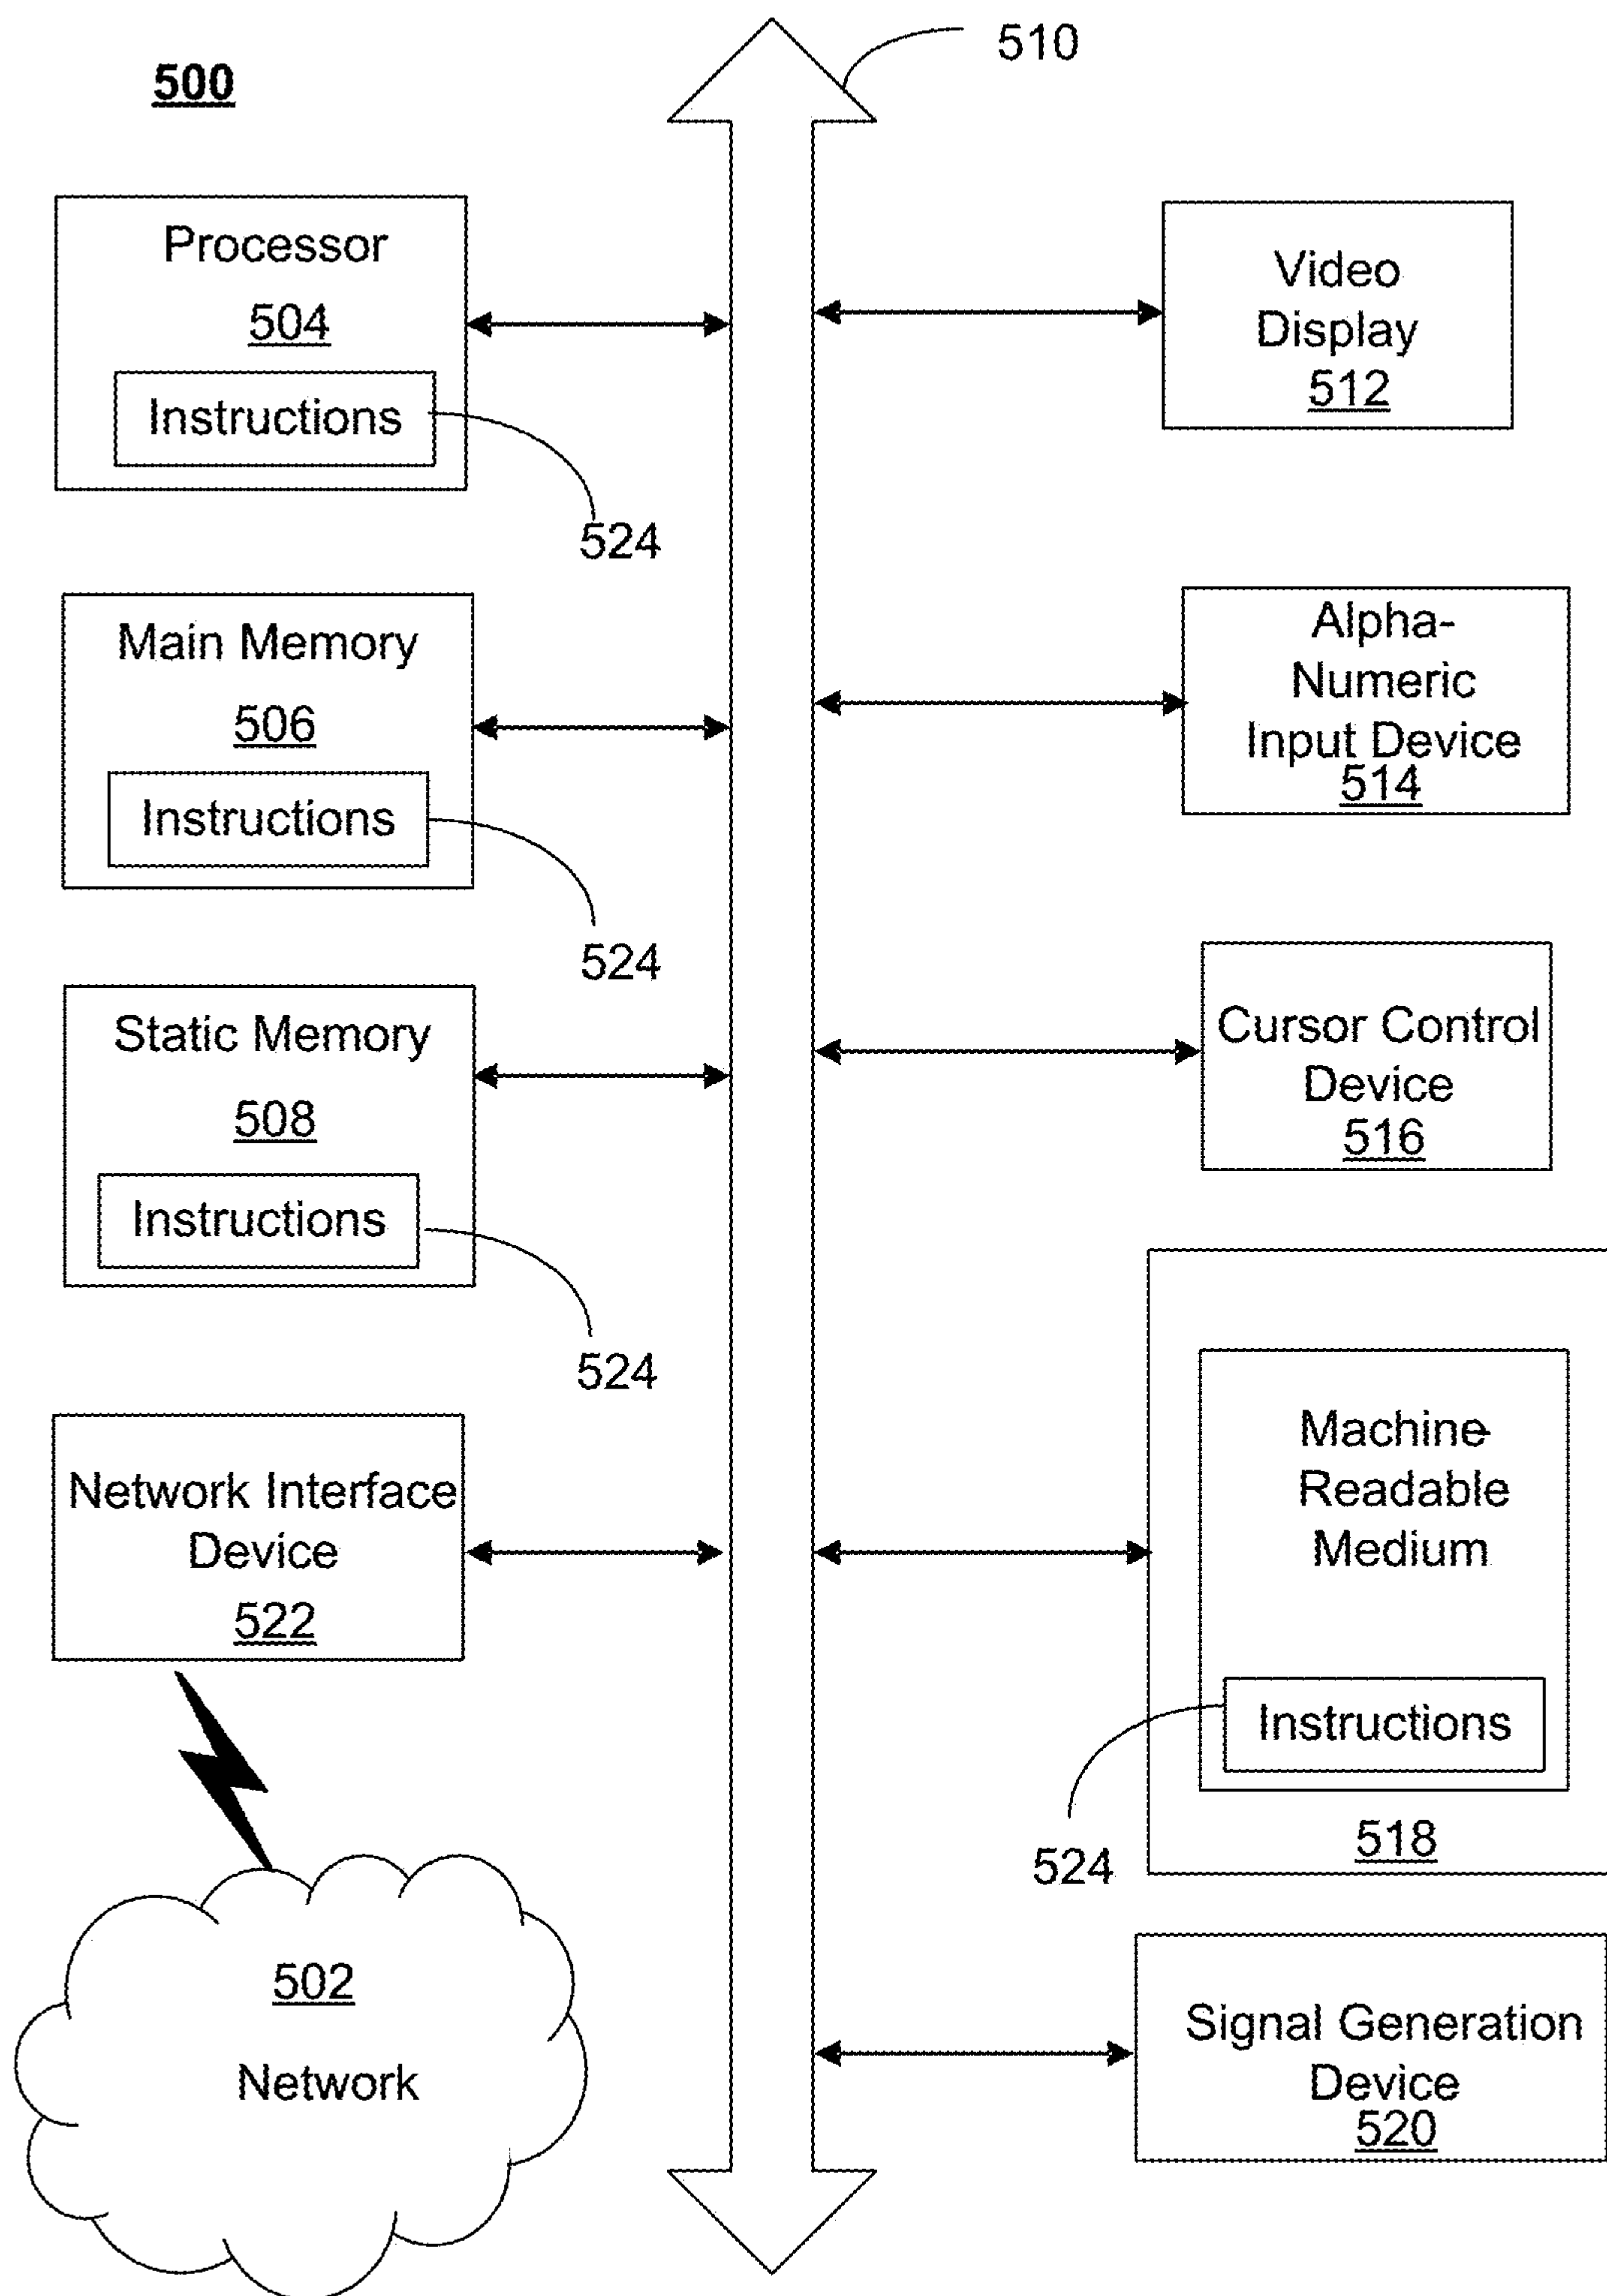 500
510
Processor
504
Instructions
524
Main Memory
506
Instructions
524
Static Memory
508
Instructions
524
Network Interface
Device
522
502
Network
Video
Display
512
Alpha-
Numeric
Input Device
514
Cursor Control
Device
516
Machine-
Readable
Medium
Instructions
524
518
Signal Generation
Device
520